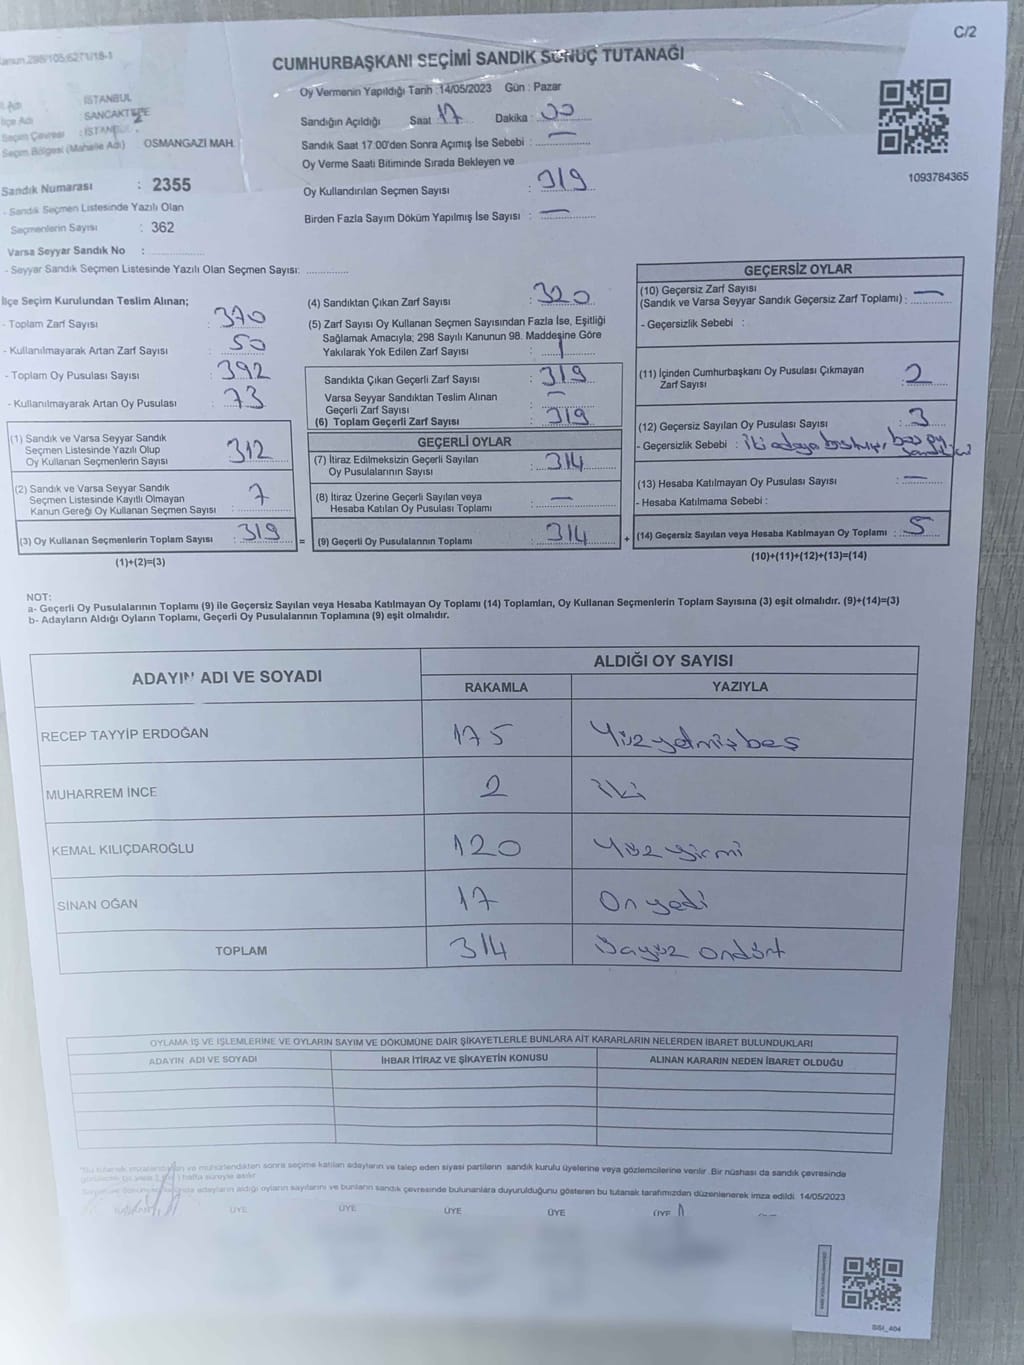 C/2
Kanun 298/105;6271/18-1
CUMHURBAŞKANI SEÇİMİ SANDIK SONUÇ TUTANAĞI
Oy Vermenin Yapıldığı Tarih :14/05/2023 Gün : Pazar
İl Adı İSTANBUL
İlçe Adı SANCAKTEPE
Seçim Çevresi : İSTANBUL
Seçim Bölgesi (Mahalle Adı) OSMANGAZİ MAH.
Sandık Numarası : 2355
- Sandık Seçmen Listesinde Yazılı Olan
Seçmenlerin Sayısı : 362
Varsa Seyyar Sandık No :
- Seyyar Sandık Seçmen Listesinde Yazılı Olan Seçmen Sayısı:
Sandığın Açıldığı Saat 17 Dakika : 00
Sandık Saat 17:00'den Sonra Açımış İse Sebebi : —
Oy Verme Saati Bitiminde Sırada Bekleyen ve
Oy Kullandırılan Seçmen Sayısı : 319
Birden Fazla Sayım Döküm Yapılmış İse Sayısı : —
1093784365
İlçe Seçim Kurulundan Teslim Alınan;
- Toplam Zarf Sayısı : 370
- Kullanılmayarak Artan Zarf Sayısı : 50
- Toplam Oy Pusulası Sayısı : 392
- Kullanılmayarak Artan Oy Pusulası : 73
(1) Sandık ve Varsa Seyyar Sandık
Seçmen Listesinde Yazılı Olup
Oy Kullanan Seçmenlerin Sayısı : 312
(2) Sandık ve Varsa Seyyar Sandık
Seçmen Listesinde Kayıtlı Olmayan
Kanun Gereği Oy Kullanan Seçmen Sayısı : 7
(3) Oy Kullanan Seçmenlerin Toplam Sayısı : 319 =
(1)+(2)=(3)
(4) Sandıktan Çıkan Zarf Sayısı : 320
(5) Zarf Sayısı Oy Kullanan Seçmen Sayısından Fazla İse, Eşitliği
Sağlamak Amacıyla; 298 Sayılı Kanunun 98. Maddesine Göre
Yakılarak Yok Edilen Zarf Sayısı : 1
Sandıkta Çıkan Geçerli Zarf Sayısı : 319
Varsa Seyyar Sandıktan Teslim Alınan
Geçerli Zarf Sayısı : —
(6) Toplam Geçerli Zarf Sayısı : 319
GEÇERLİ OYLAR
(7) İtiraz Edilmeksizin Geçerli Sayılan
Oy Pusulalarının Sayısı : 314
(8) İtiraz Üzerine Geçerli Sayılan veya
Hesaba Katılan Oy Pusulası Toplamı : —
(9) Geçerli Oy Pusulalarının Toplamı : 314 +
GEÇERSİZ OYLAR
(10) Geçersiz Zarf Sayısı
(Sandık ve Varsa Seyyar Sandık Geçersiz Zarf Toplamı) : —
- Geçersizlik Sebebi :
(11) İçinden Cumhurbaşkanı Oy Pusulası Çıkmayan
Zarf Sayısı : 2
(12) Geçersiz Sayılan Oy Pusulası Sayısı : 3
- Geçersizlik Sebebi : iki adaya
(13) Hesaba Katılmayan Oy Pusulası Sayısı : —
- Hesaba Katılmama Sebebi :
(14) Geçersiz Sayılan veya Hesaba Katılmayan Oy Toplamı : 5
(10)+(11)+(12)+(13)=(14)
NOT:
a- Geçerli Oy Pusulalarının Toplamı (9) ile Geçersiz Sayılan veya Hesaba Katılmayan Oy Toplamı (14) Toplamları, Oy Kullanan Seçmenlerin Toplam Sayısına (3) eşit olmalıdır. (9)+(14)=(3)
b- Adayların Aldığı Oyların Toplamı, Geçerli Oy Pusulalarının Toplamına (9) eşit olmalıdır.
ADAYIN ADI VE SOYADI ALDIĞI OY SAYISI
RAKAMLA YAZIYLA
RECEP TAYYİP ERDOĞAN 175 Yüzyetmişbeş
MUHARREM İNCE 2 iki
KEMAL KILIÇDAROĞLU 120 Yüz yirmi
SİNAN OĞAN 17 On yedi
TOPLAM 314 Üçyüz ondört
OYLAMA İŞ VE İŞLEMLERİNE VE OYLARIN SAYIM VE DÖKÜMÜNE DAİR ŞİKAYETLERLE BUNLARA AİT KARARLARIN NELERDEN İBARET BULUNDUKLARI
ADAYIN ADI VE SOYADI İHBAR İTİRAZ VE ŞİKAYETİN KONUSU ALINAN KARARIN NEDEN İBARET OLDUĞU
*Bu tutanak imzalandıktan ve mühürlendikten sonra seçime katılan adayların ve talep eden siyasi partilerin sandık kurulu üyelerine veya gözlemcilerine verilir. Bir nüshası da sandık çevresinde
hafta süreyle asılır.
adayların aldığı oyların sayılarını ve bunların sandık çevresinde bulunanlara duyurulduğunu gösteren bu tutanak tarafımızdan düzenlenerek imza edildi. 14/05/2023
ÜYE ÜYE ÜYE ÜYE ÜYE
SSI_404